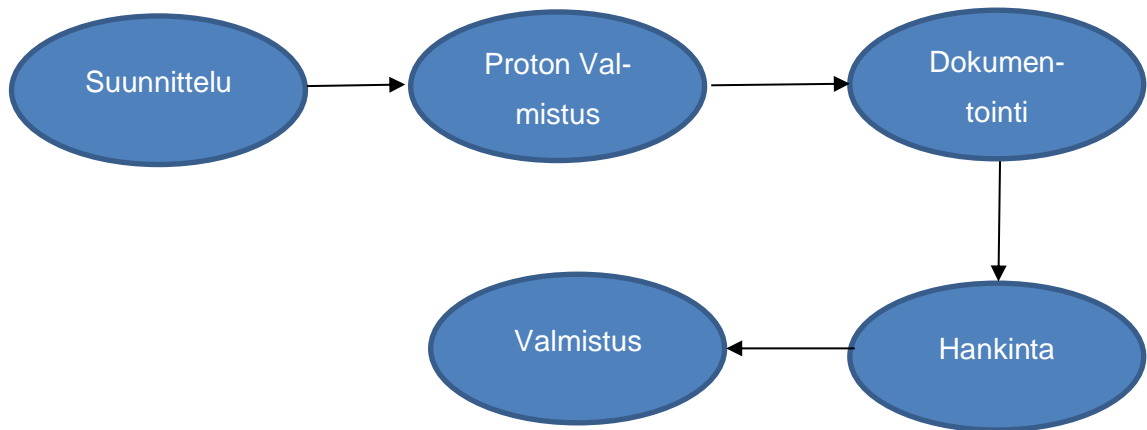 Suunnittelu
Proton Val-
mistus
Dokumen-
tointi
Valmistus
Hankinta